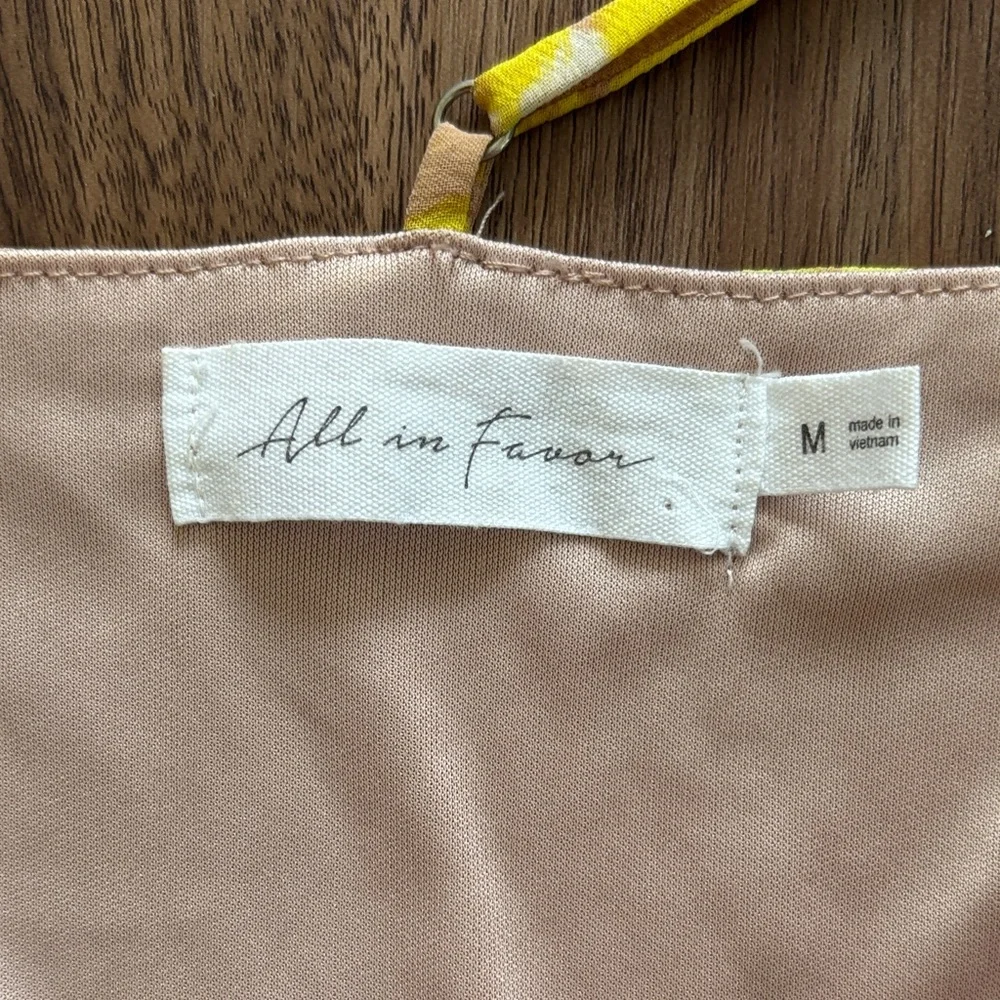 All in Favor
M
made in
vietnam